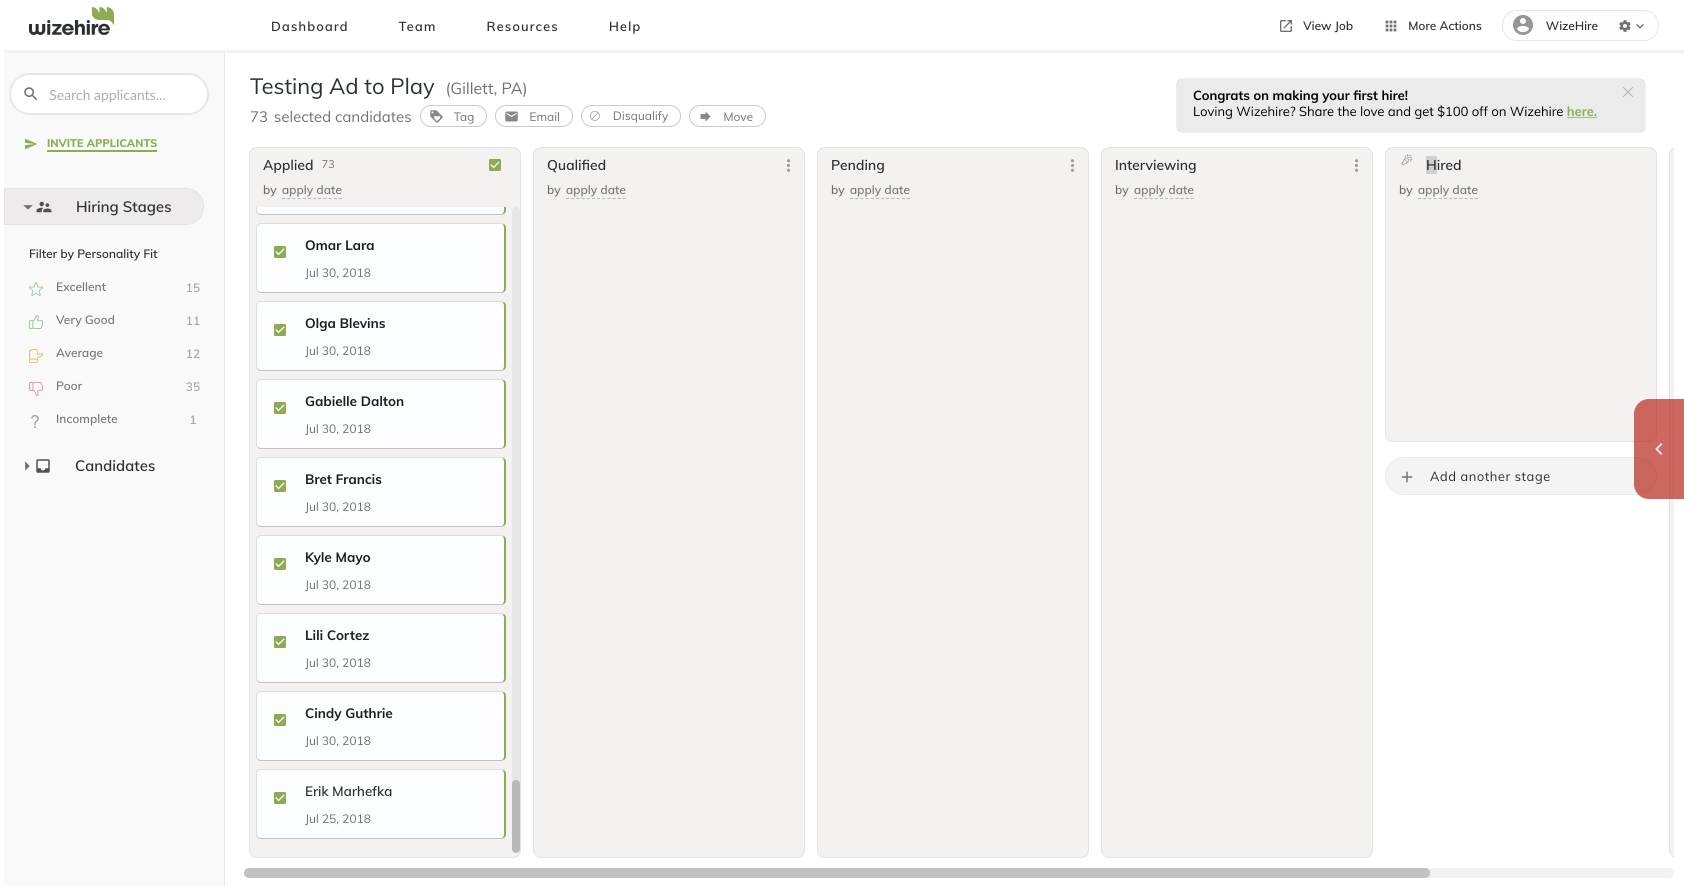 wizehire
Dashboard
Team
Resources
Help
View Job
More Actions
WizeHire
Search applicants...
INVITE APPLICANTS
Hiring Stages
Filter by Personality Fit
Excellent 15
Very Good 11
Average 12
Poor 35
Incomplete 1
Candidates
Testing Ad to Play (Gillett, PA)
73 selected candidates Tag Email Disqualify Move
Congrats on making your first hire!
Loving Wizehire? Share the love and get $100 off on Wizehire here.
Applied 73
by apply date
Omar Lara
Jul 30, 2018
Olga Blevins
Jul 30, 2018
Gabielle Dalton
Jul 30, 2018
Bret Francis
Jul 30, 2018
Kyle Mayo
Jul 30, 2018
Lili Cortez
Jul 30, 2018
Cindy Guthrie
Jul 30, 2018
Erik Marhefka
Jul 25, 2018
Qualified
by apply date
Pending
by apply date
Interviewing
by apply date
Hired
by apply date
Add another stage